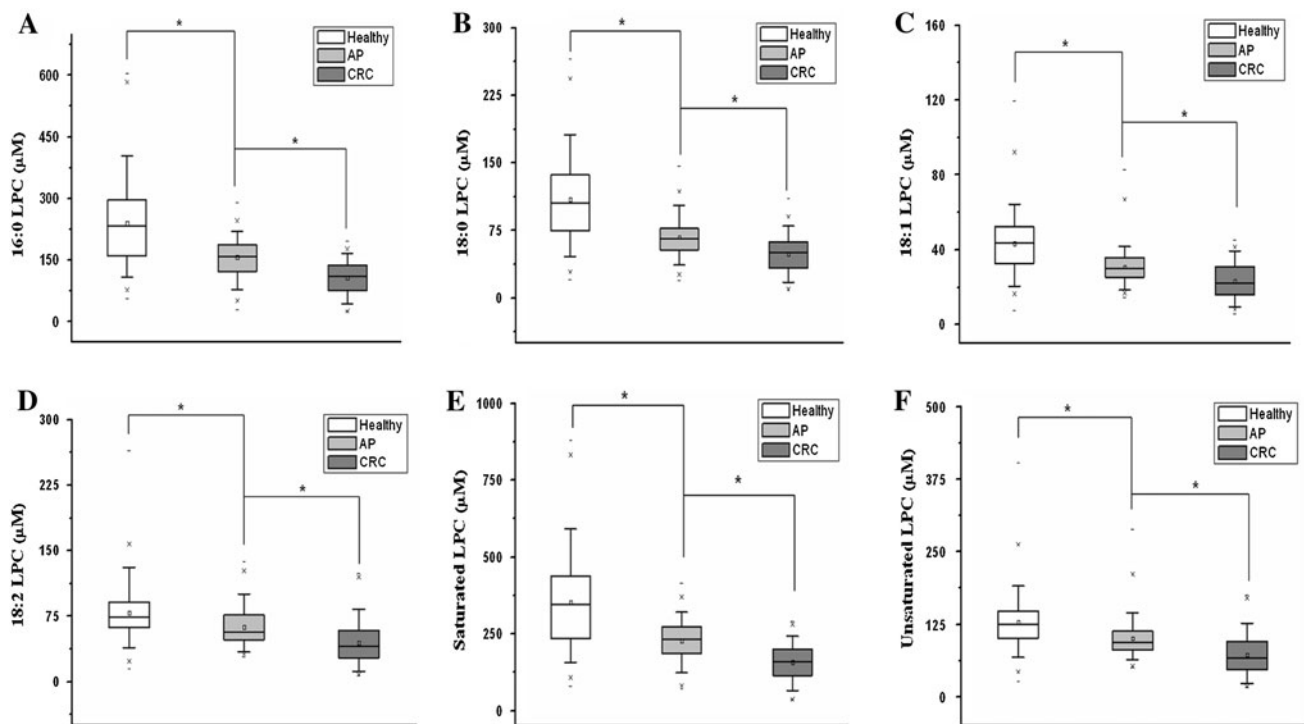 A
*
Healthy
AP
CRC
600
450
300
150
0
16:0 LPC (µM)
*
B
*
Healthy
AP
CRC
300
225
150
75
0
18:0 LPC (µM)
*
C
*
Healthy
AP
CRC
160
120
80
40
0
18:1 LPC (µM)
*
D
*
Healthy
AP
CRC
300
225
150
75
0
18:2 LPC (µM)
*
E
*
Healthy
AP
CRC
1000
750
500
250
0
Saturated LPC (µM)
*
F
*
Healthy
AP
CRC
500
375
250
125
0
Unsaturated LPC (µM)
*